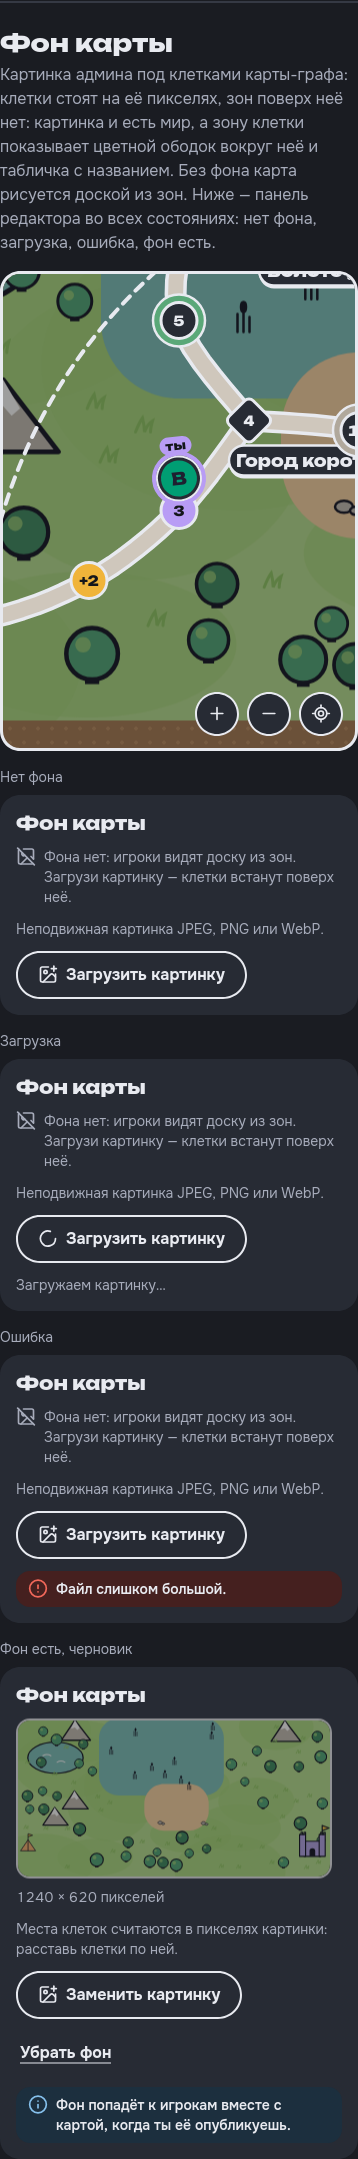 Фон карты
Картинка админа под клетками карты-графа:
клетки стоят на её пикселях, зон поверх неё
нет: картинка и есть мир, а зону клетки
показывает цветной ободок вокруг неё и
табличка с названием. Без фона карта
рисуется доской из зон. Ниже — панель
редактора во всех состояниях: нет фона,
загрузка, ошибка, фон есть.
5
4
1
Город корот
ты
В
3
+2
Нет фона
Фон карты
Фона нет: игроки видят доску из зон.
Загрузи картинку — клетки встанут поверх
неё.
Неподвижная картинка JPEG, PNG или WebP.
Загрузить картинку
Загрузка
Фон карты
Фона нет: игроки видят доску из зон.
Загрузи картинку — клетки встанут поверх
неё.
Неподвижная картинка JPEG, PNG или WebP.
Загрузить картинку
Загружаем картинку…
Ошибка
Фон карты
Фона нет: игроки видят доску из зон.
Загрузи картинку — клетки встанут поверх
неё.
Неподвижная картинка JPEG, PNG или WebP.
Загрузить картинку
Файл слишком большой.
Фон есть, черновик
Фон карты
1240 × 620 пикселей
Места клеток считаются в пикселях картинки:
расставь клетки по ней.
Заменить картинку
Убрать фон
Фон попадёт к игрокам вместе с
картой, когда ты её опубликуешь.